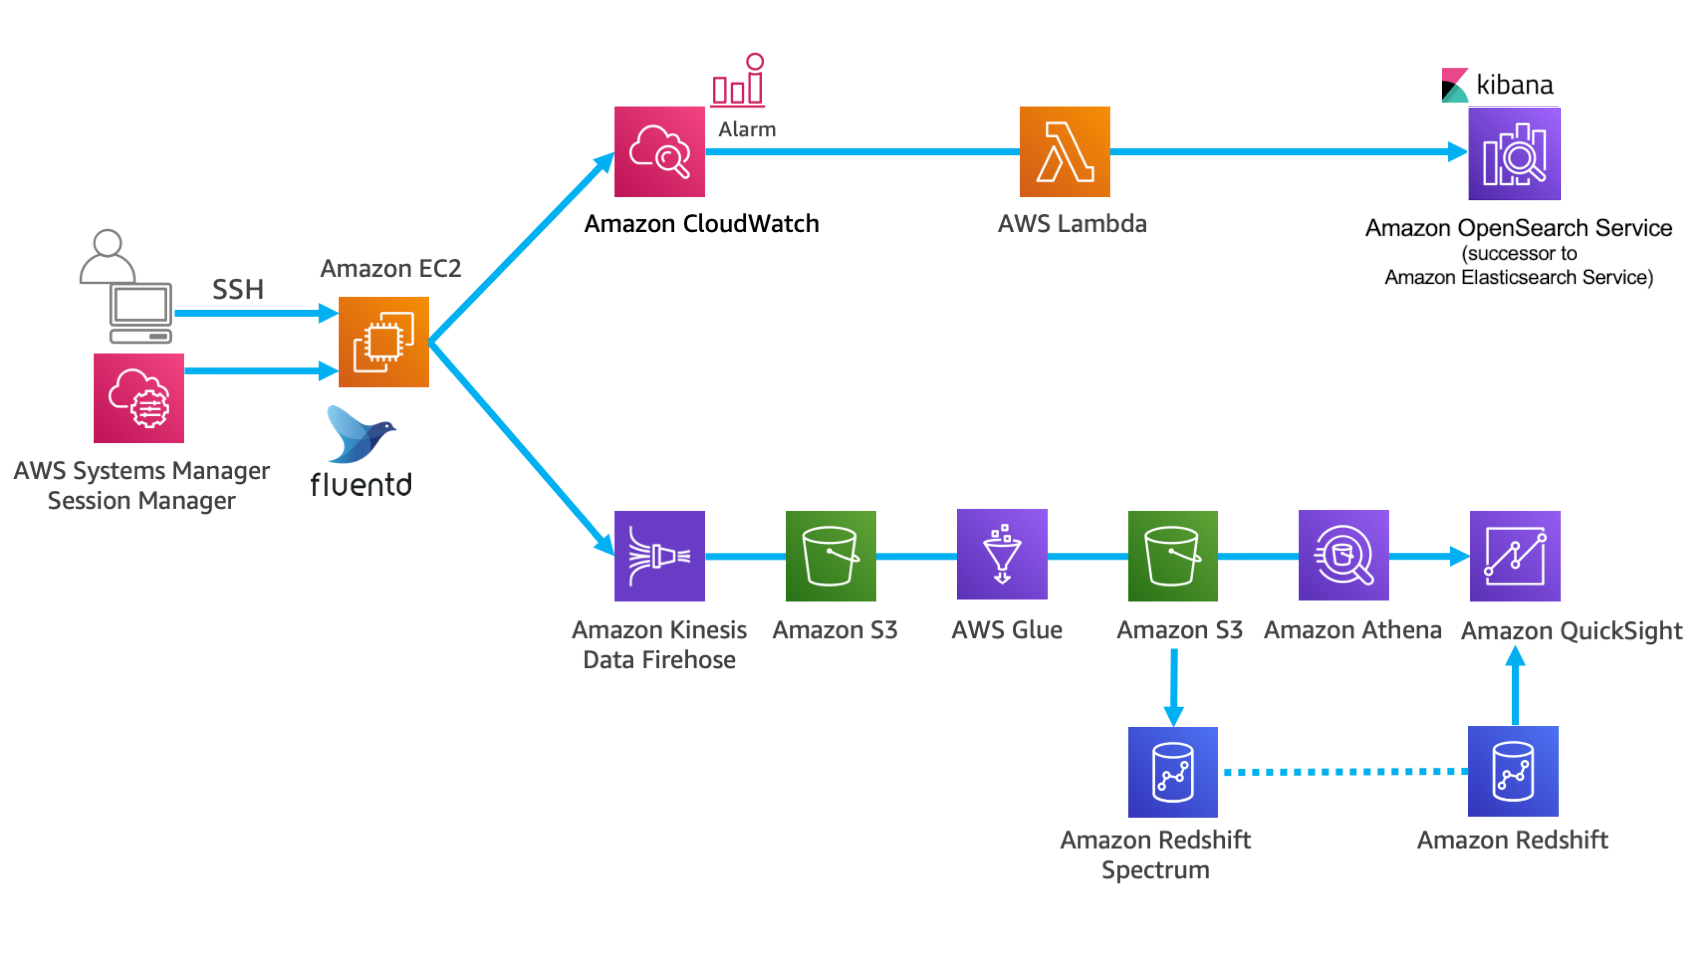 kibana
Alarm
Amazon CloudWatch
AWS Lambda
Amazon OpenSearch Service
(successor to
Amazon Elasticsearch Service)
SSH
Amazon EC2
AWS Systems Manager
Session Manager
fluentd
Amazon Kinesis
Data Firehose
Amazon S3
AWS Glue
Amazon S3
Amazon Athena
Amazon QuickSight
Amazon Redshift
Spectrum
Amazon Redshift